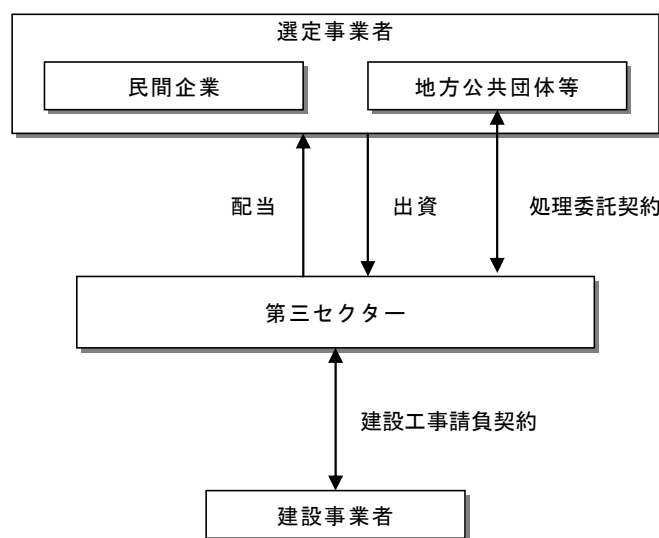 選定事業者
民間企業
地方公共団体等
配当
出資
処理委託契約
第三セクター
建設工事請負契約
建設事業者